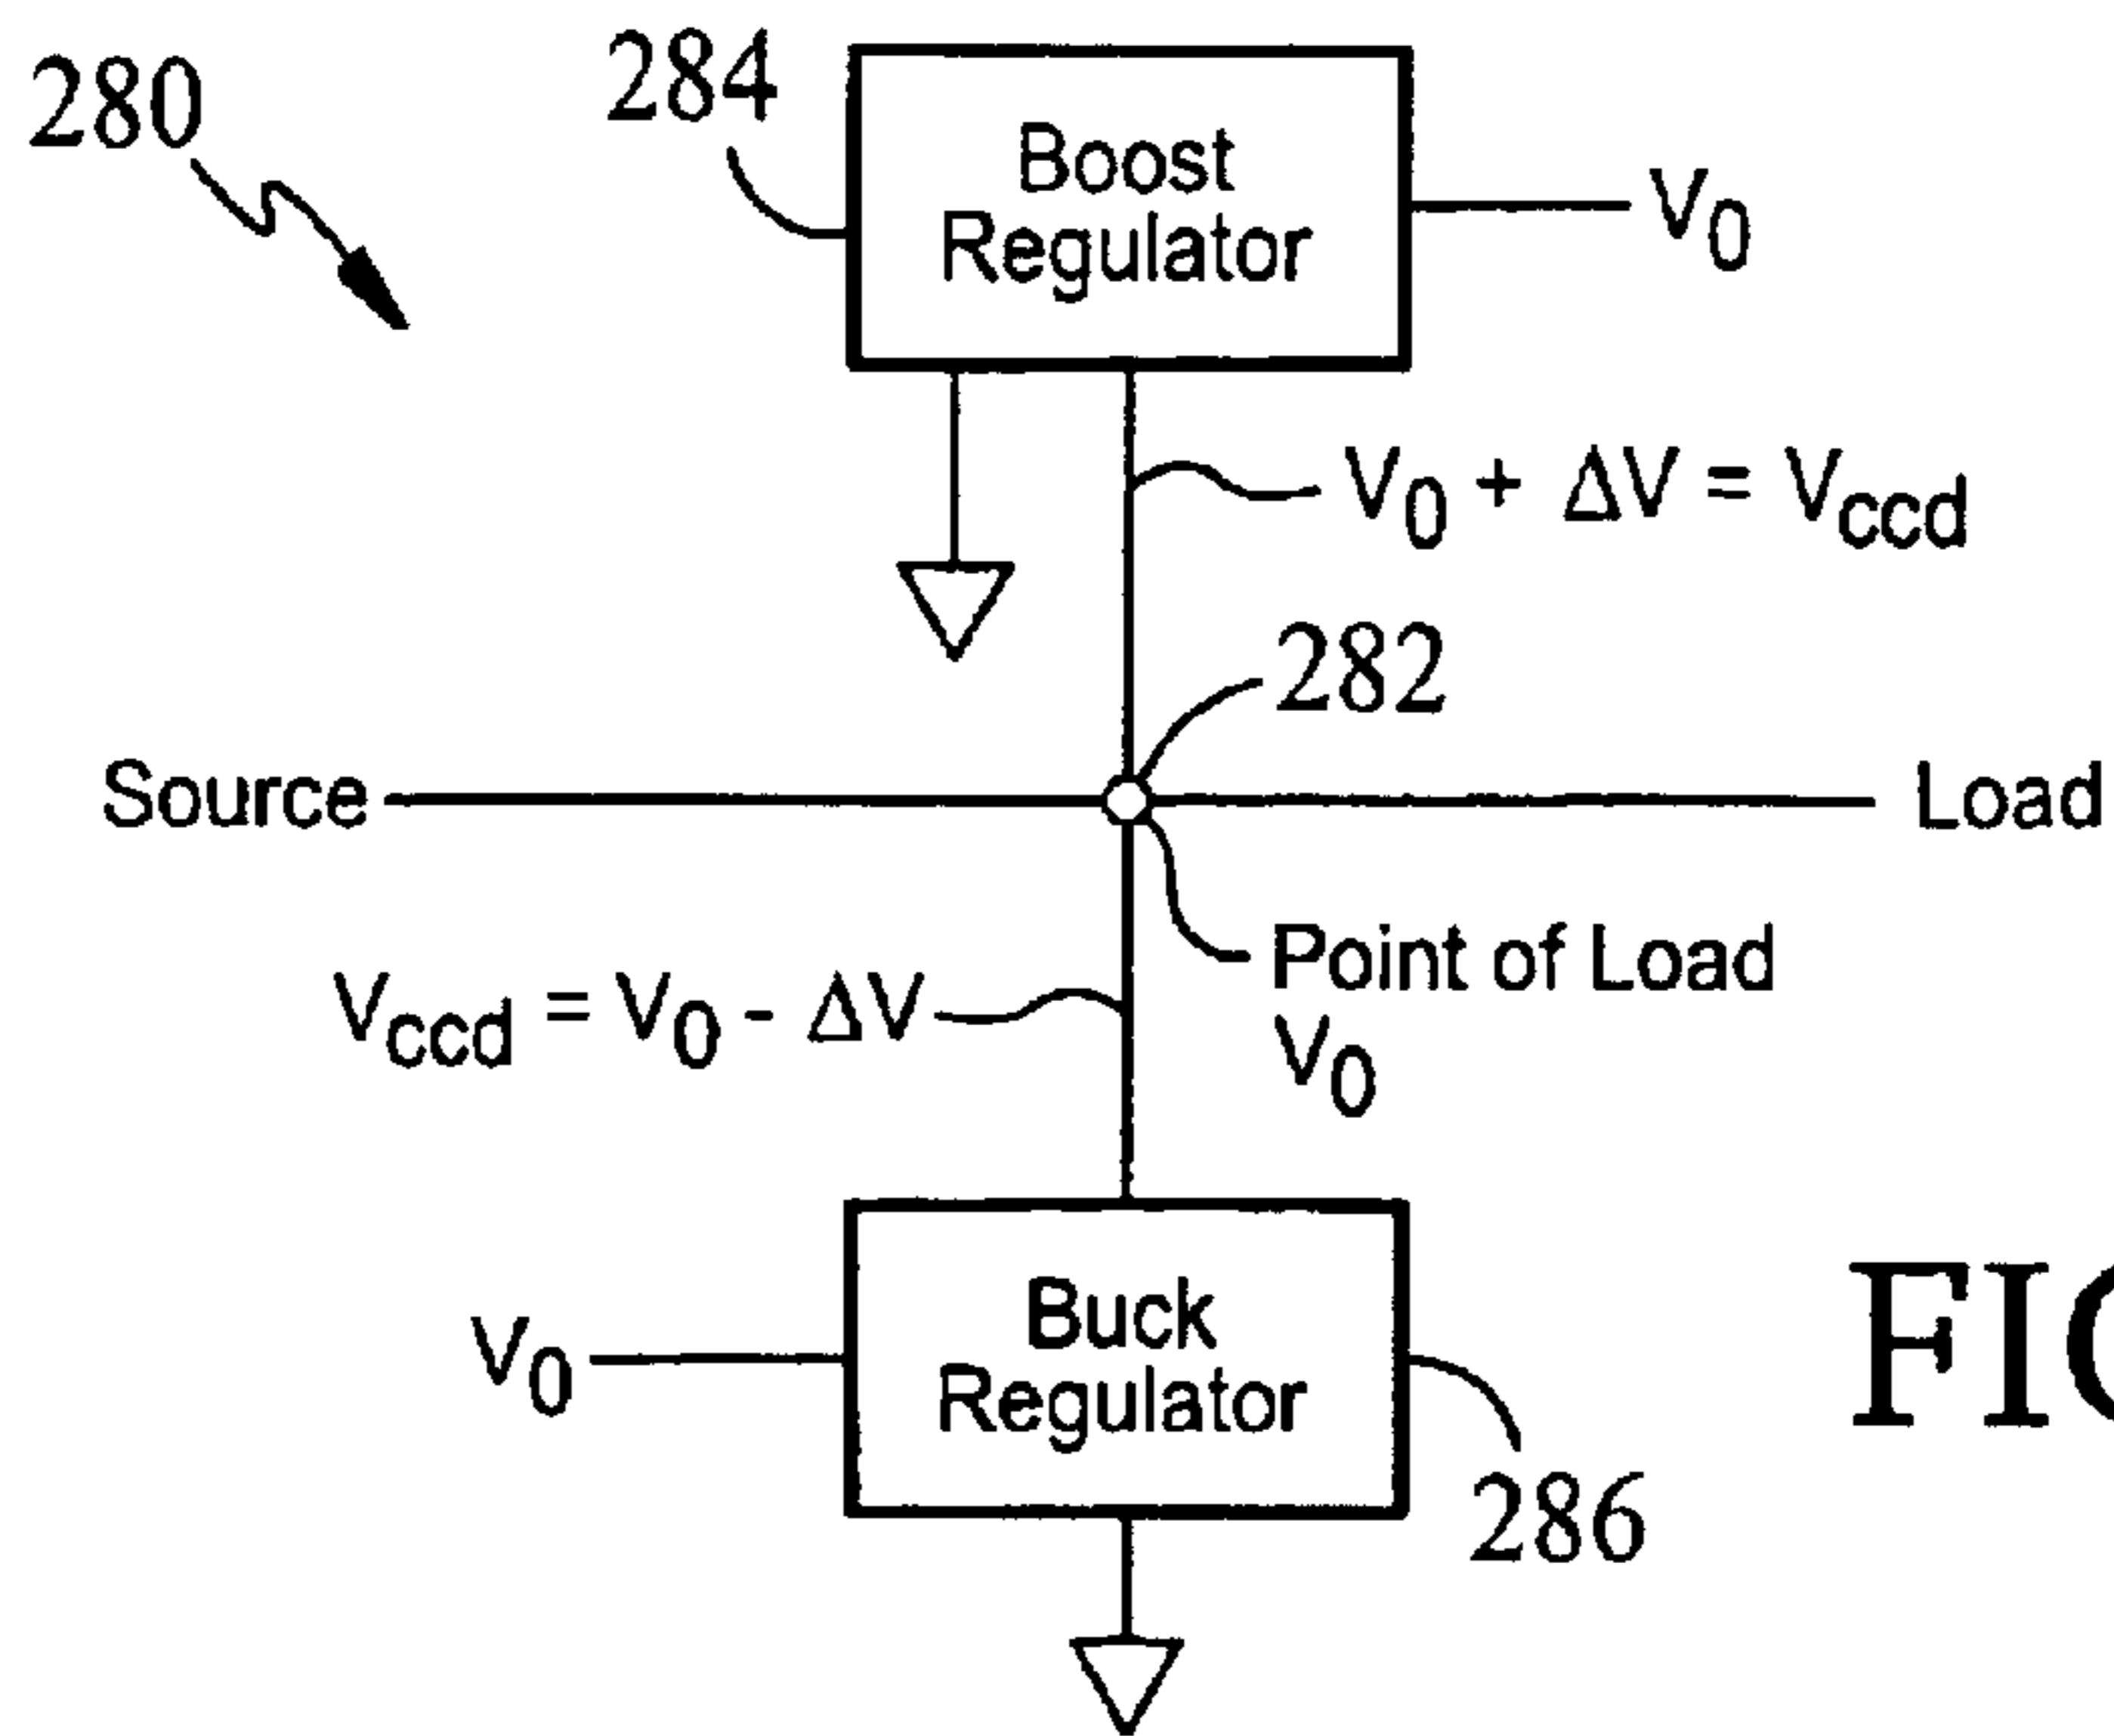 280
284
Boost
Regulator
V0
V0 + ΔV = Vccd
282
Source
Load
Point of Load
V0
Vccd = V0 - ΔV
V0
Buck
Regulator
286